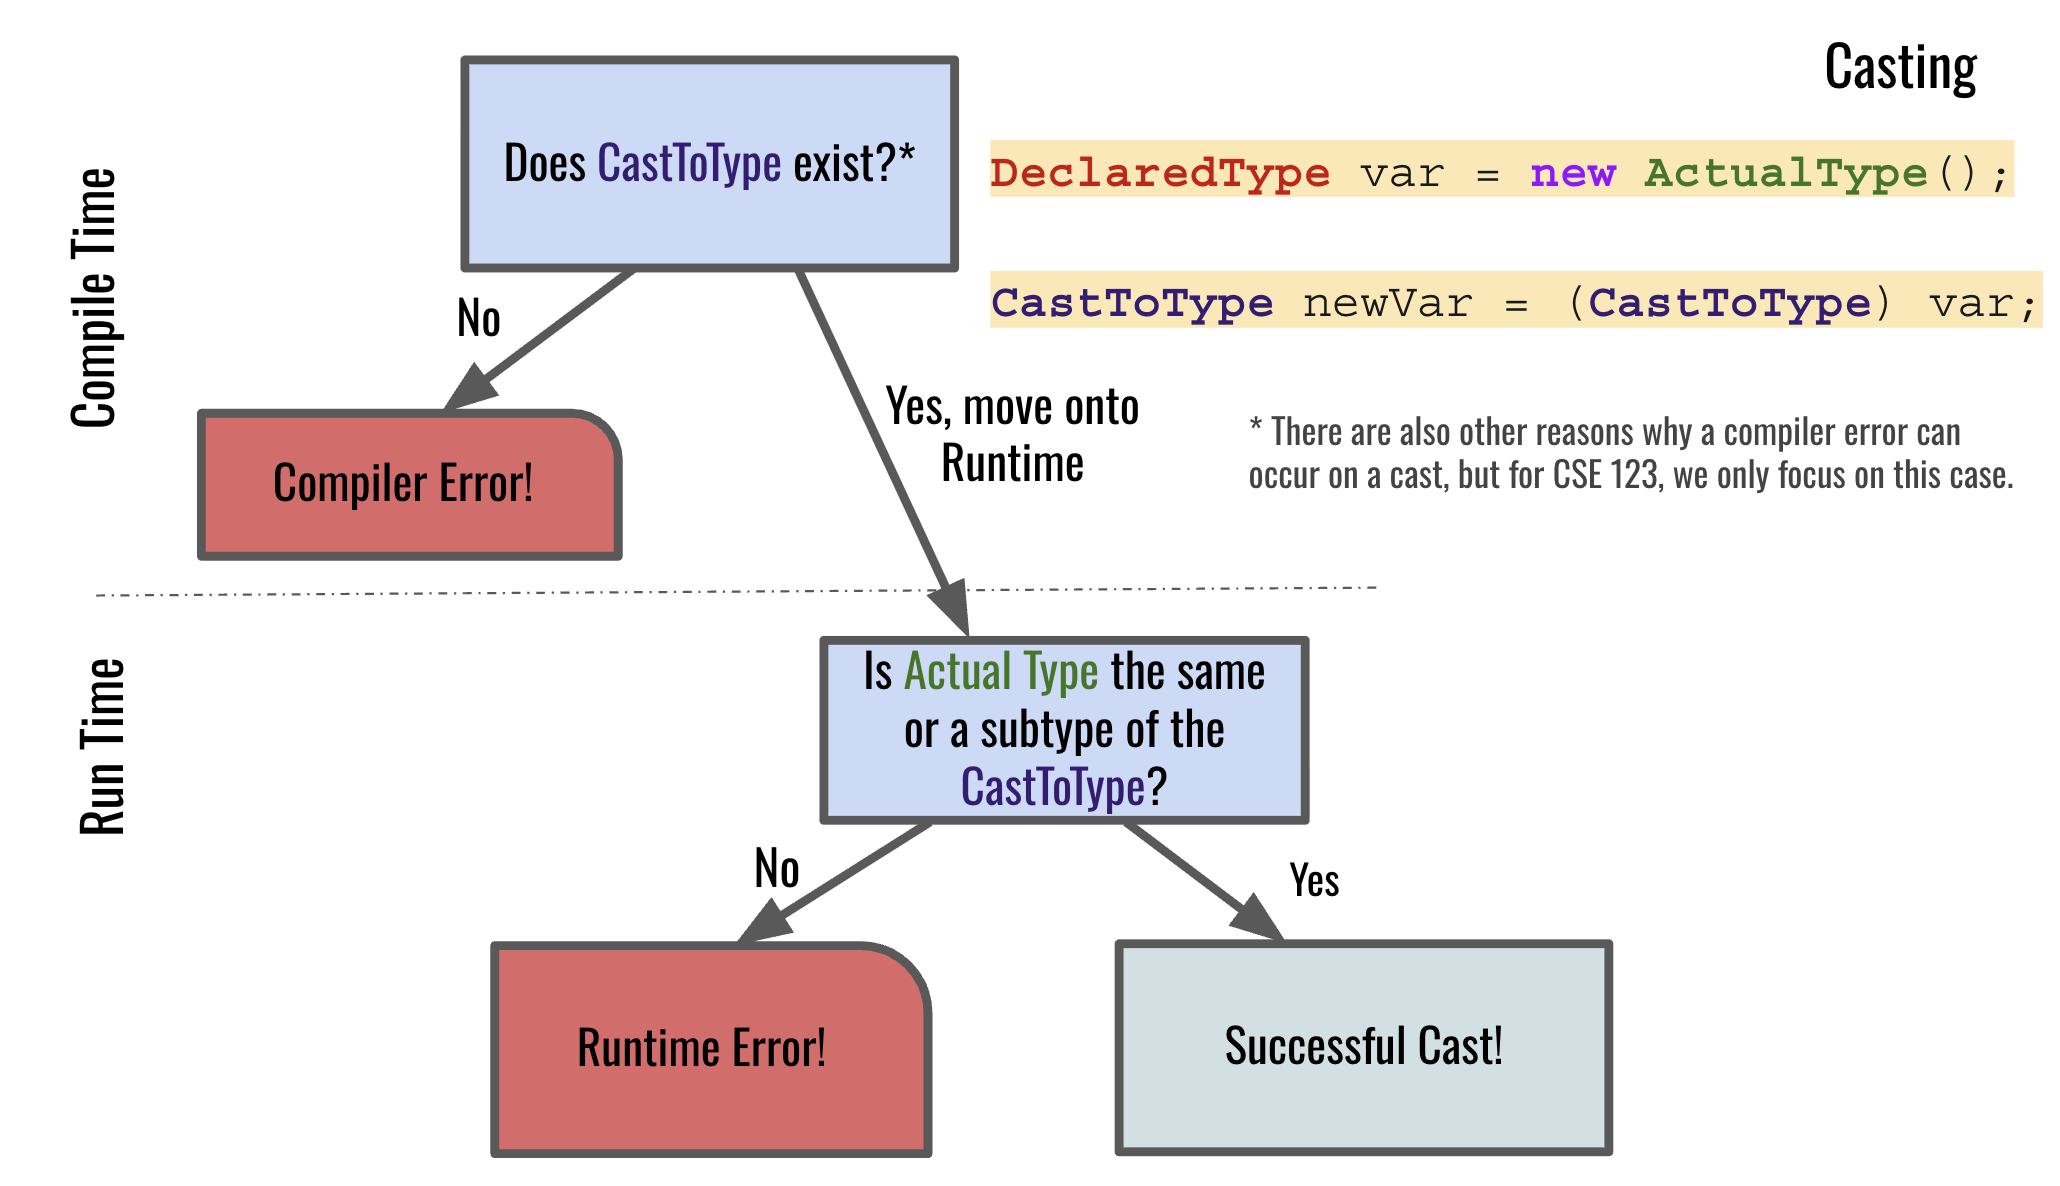 Casting
Compile Time
Does CastToType exist?*
DeclaredType var = new ActualType();
CastToType newVar = (CastToType) var;
No
Yes, move onto
Runtime
* There are also other reasons why a compiler error can
occur on a cast, but for CSE 123, we only focus on this case.
Compiler Error!
Run Time
Is Actual Type the same
or a subtype of the
CastToType?
No
Yes
Runtime Error!
Successful Cast!